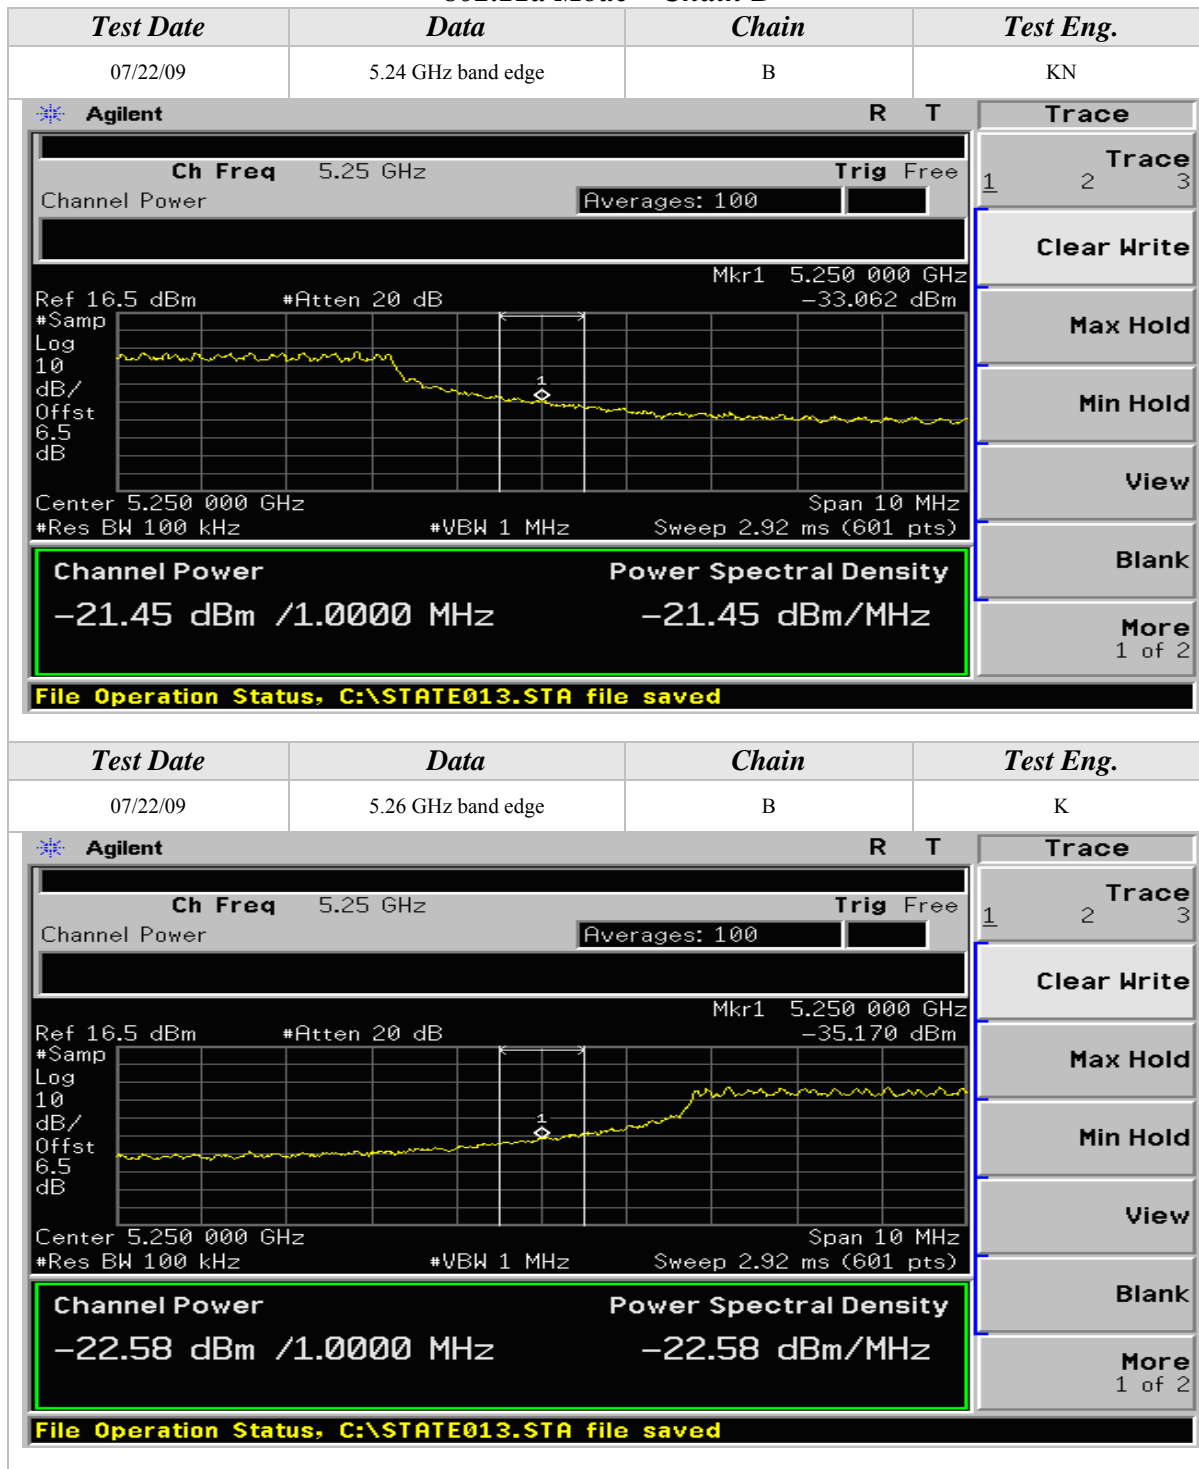 Test Date Data Chain Test Eng.
07/22/09 5.24 GHz band edge B KN
Agilent R T Trace
Ch Freq 5.25 GHz Trig Free
Channel Power Averages: 100
Trace
1 2 3
Clear Write
Mkr1 5.250 000 GHz
Ref 16.5 dBm #Atten 20 dB -33.062 dBm
#Samp
Log
10
dB/
Offst
6.5
dB
1
Max Hold
Min Hold
View
Center 5.250 000 GHz Span 10 MHz
#Res BW 100 kHz #VBW 1 MHz Sweep 2.92 ms (601 pts)
Blank
Channel Power Power Spectral Density
-21.45 dBm /1.0000 MHz -21.45 dBm/MHz
More
1 of 2
File Operation Status, C:\STATE013.STA file saved
Test Date Data Chain Test Eng.
07/22/09 5.26 GHz band edge B K
Agilent R T Trace
Ch Freq 5.25 GHz Trig Free
Channel Power Averages: 100
Trace
1 2 3
Clear Write
Mkr1 5.250 000 GHz
Ref 16.5 dBm #Atten 20 dB -35.170 dBm
#Samp
Log
10
dB/
Offst
6.5
dB
1
Max Hold
Min Hold
View
Center 5.250 000 GHz Span 10 MHz
#Res BW 100 kHz #VBW 1 MHz Sweep 2.92 ms (601 pts)
Blank
Channel Power Power Spectral Density
-22.58 dBm /1.0000 MHz -22.58 dBm/MHz
More
1 of 2
File Operation Status, C:\STATE013.STA file saved